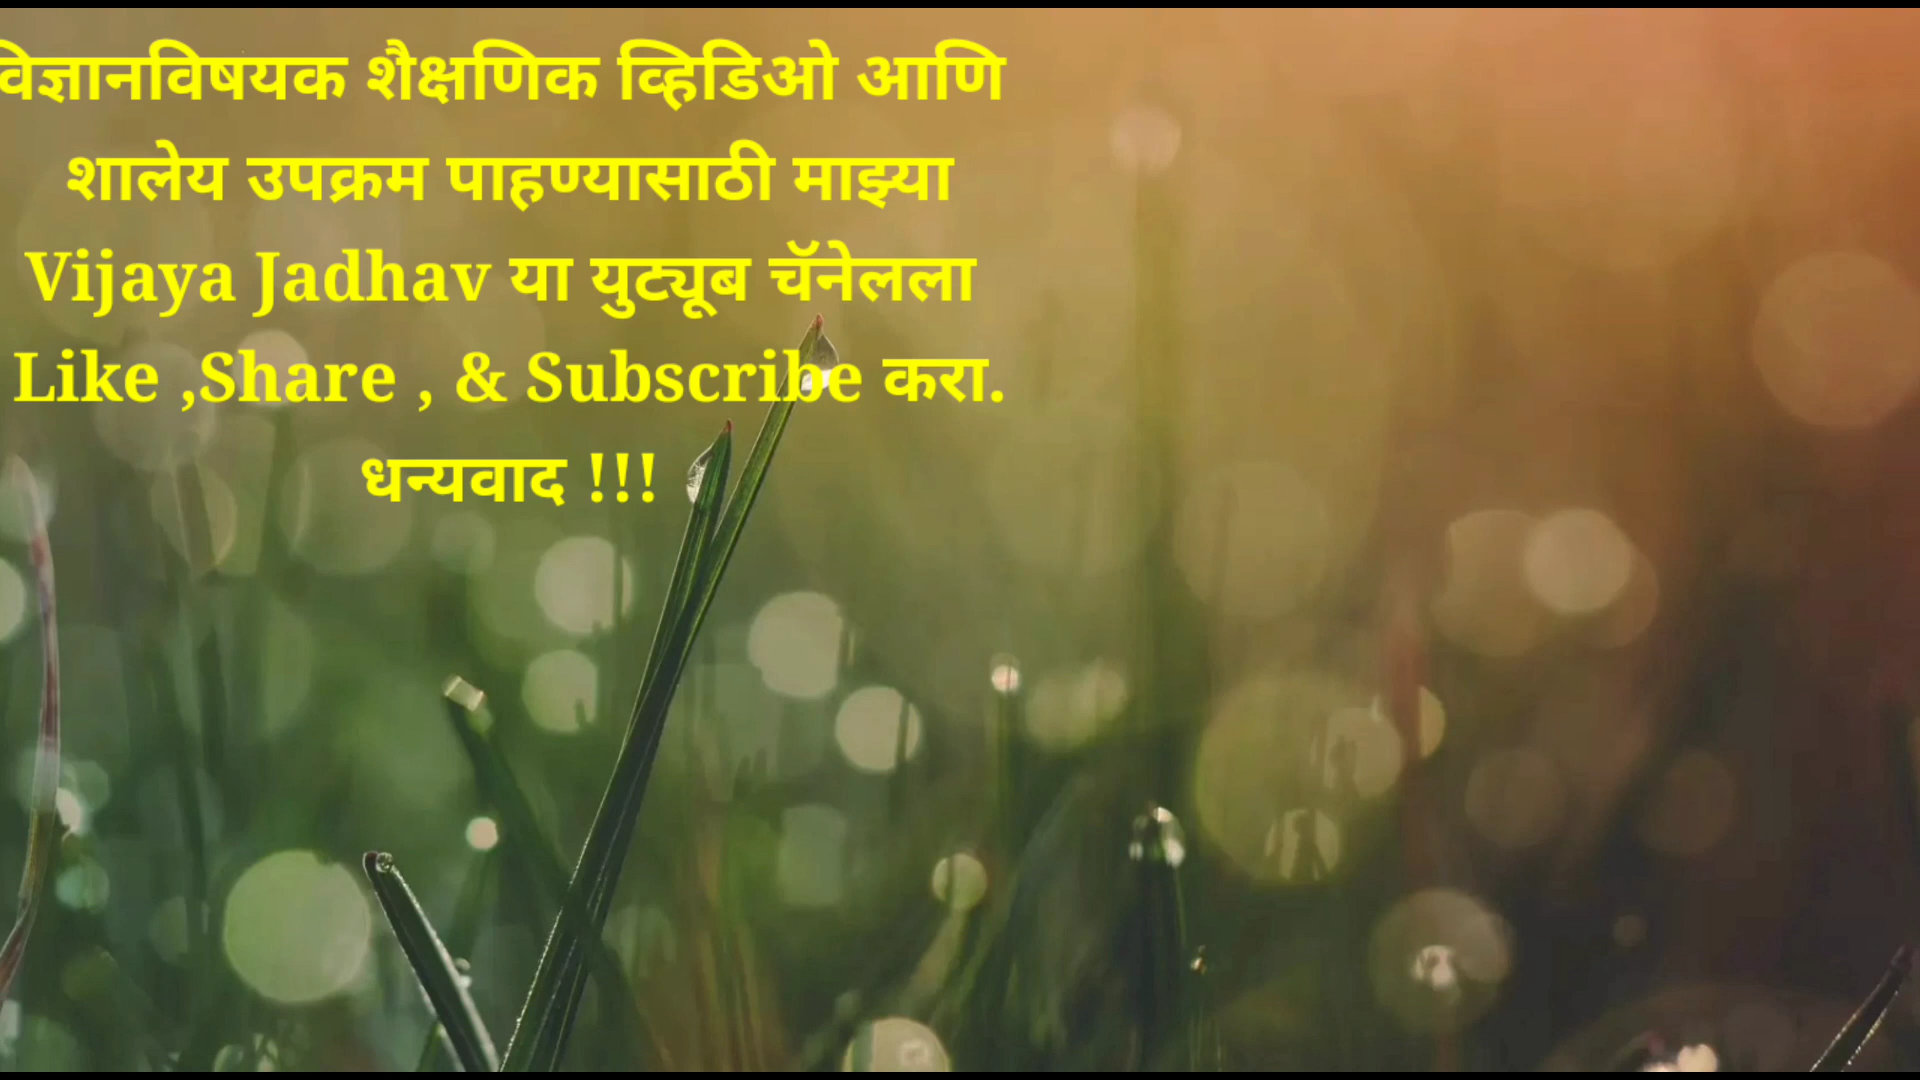 विज्ञानविषयक शैक्षणिक व्हिडिओ आणि
शालेय उपक्रम पाहण्यासाठी माझ्या
Vijaya Jadhav या युट्यूब चॅनेलला
Like ,Share , & Subscribe करा.
धन्यवाद !!!